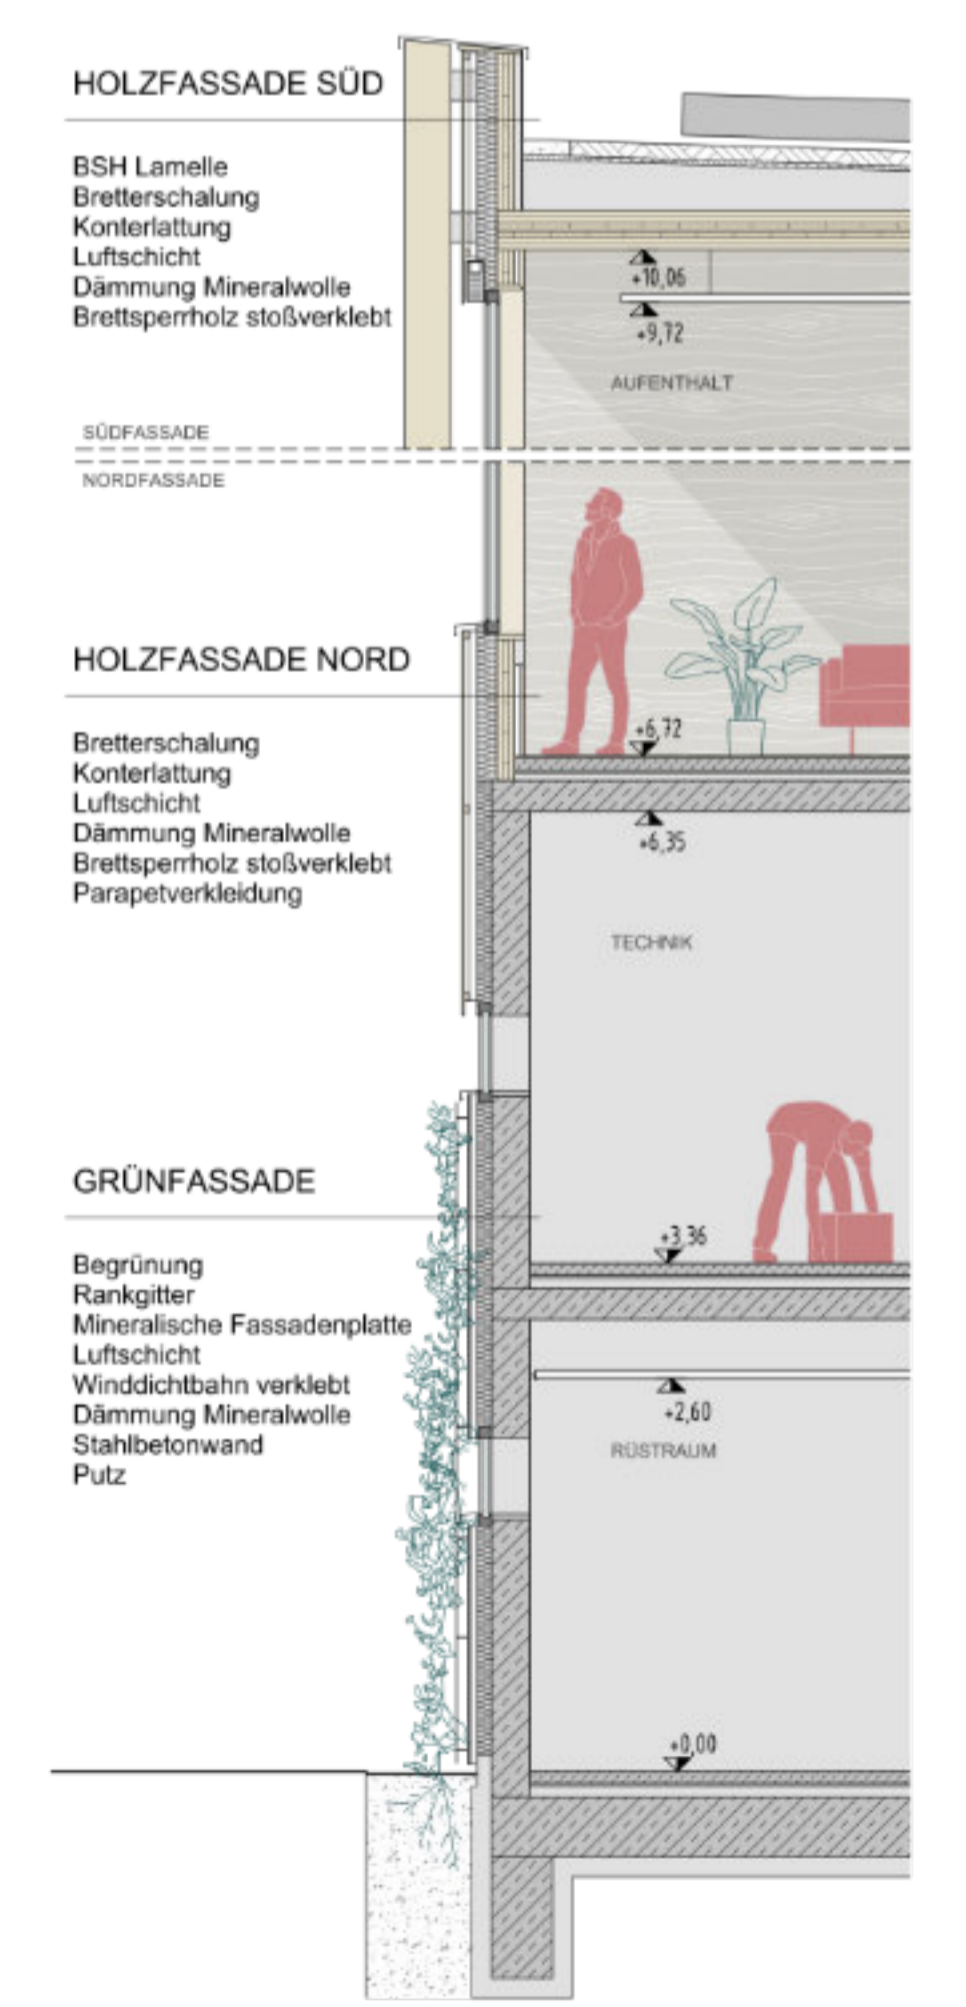 HOLZFASSADE SÜD
BSH Lamelle
Bretterschalung
Konterlattung
Luftschicht
Dämmung Mineralwolle
Brettsperrholz stoßverklebt
+10,06
+9,72
AUFENTHALT
SÜDFASSADE
NORDFASSADE
HOLZFASSADE NORD
Bretterschalung
Konterlattung
Luftschicht
Dämmung Mineralwolle
Brettsperrholz stoßverklebt
Parapetverkleidung
+6,72
+6,35
TECHNIK
GRÜNFASSADE
Begrünung
Rankgitter
Mineralische Fassadenplatte
Luftschicht
Winddichtbahn verklebt
Dämmung Mineralwolle
Stahlbetonwand
Putz
+3,36
+2,60
RÜSTRAUM
+0,00